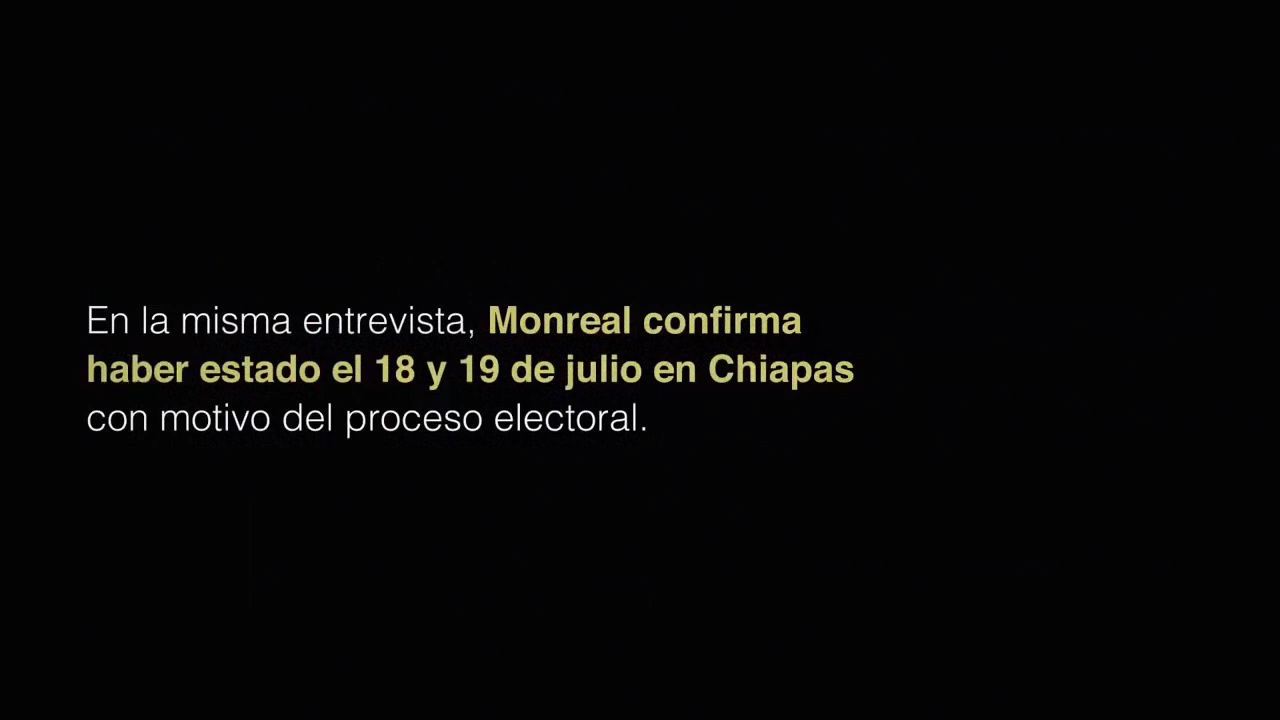 En la misma entrevista, Monreal confirma
haber estado el 18 y 19 de julio en Chiapas
con motivo del proceso electoral.